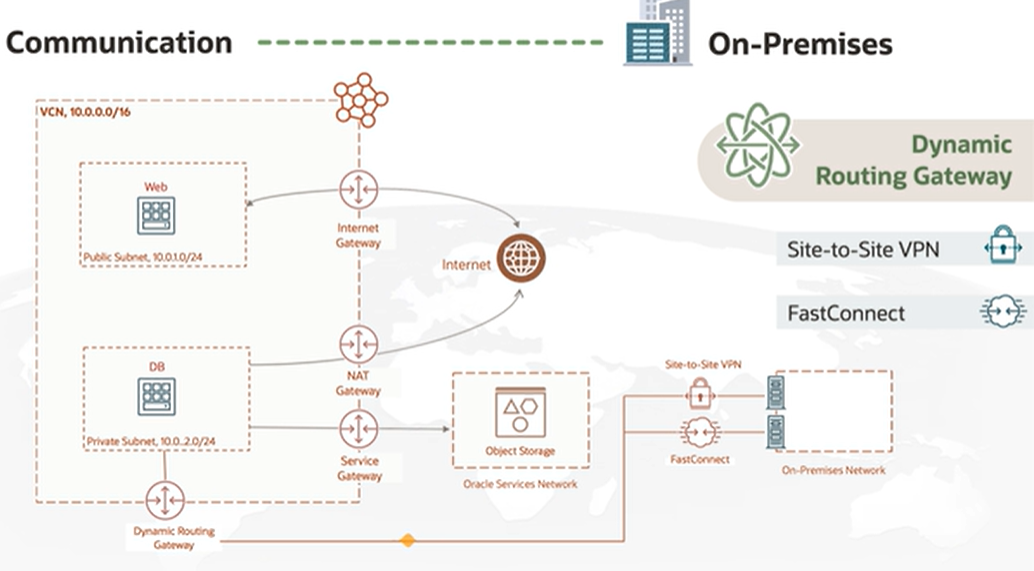 Communication
On-Premises
VCN, 10.0.0.0/16
Dynamic
Routing Gateway
Web
Public Subnet, 10.0.1.0/24
Internet
Gateway
Internet
Site-to-Site VPN
FastConnect
DB
Private Subnet, 10.0..2.0/24
NAT
Gateway
Service
Gateway
Object Storage
Oracle Services Network
Site-to-Site VPN
FastConnect
On-Premises Network
Dynamic Routing
Gateway